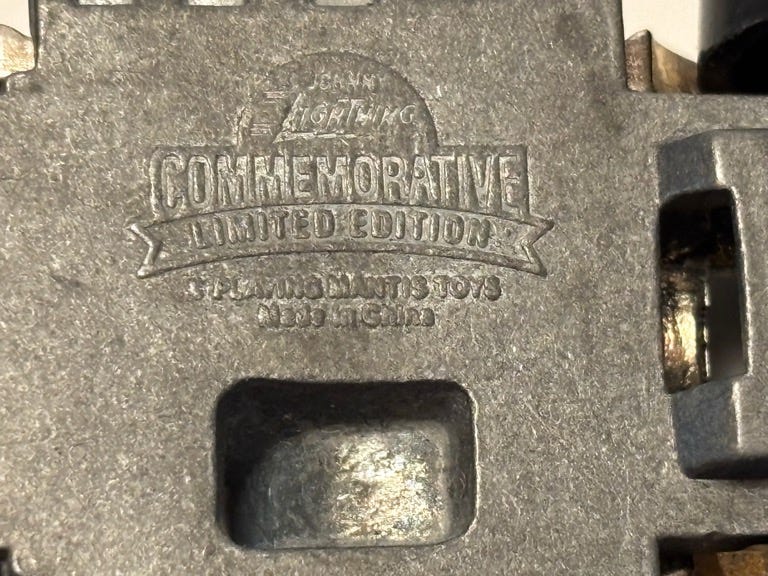 JOHNNY
LIGHTNING
COMMEMORATIVE
LIMITED EDITION
© PLAYING MANTIS TOYS
Made in China